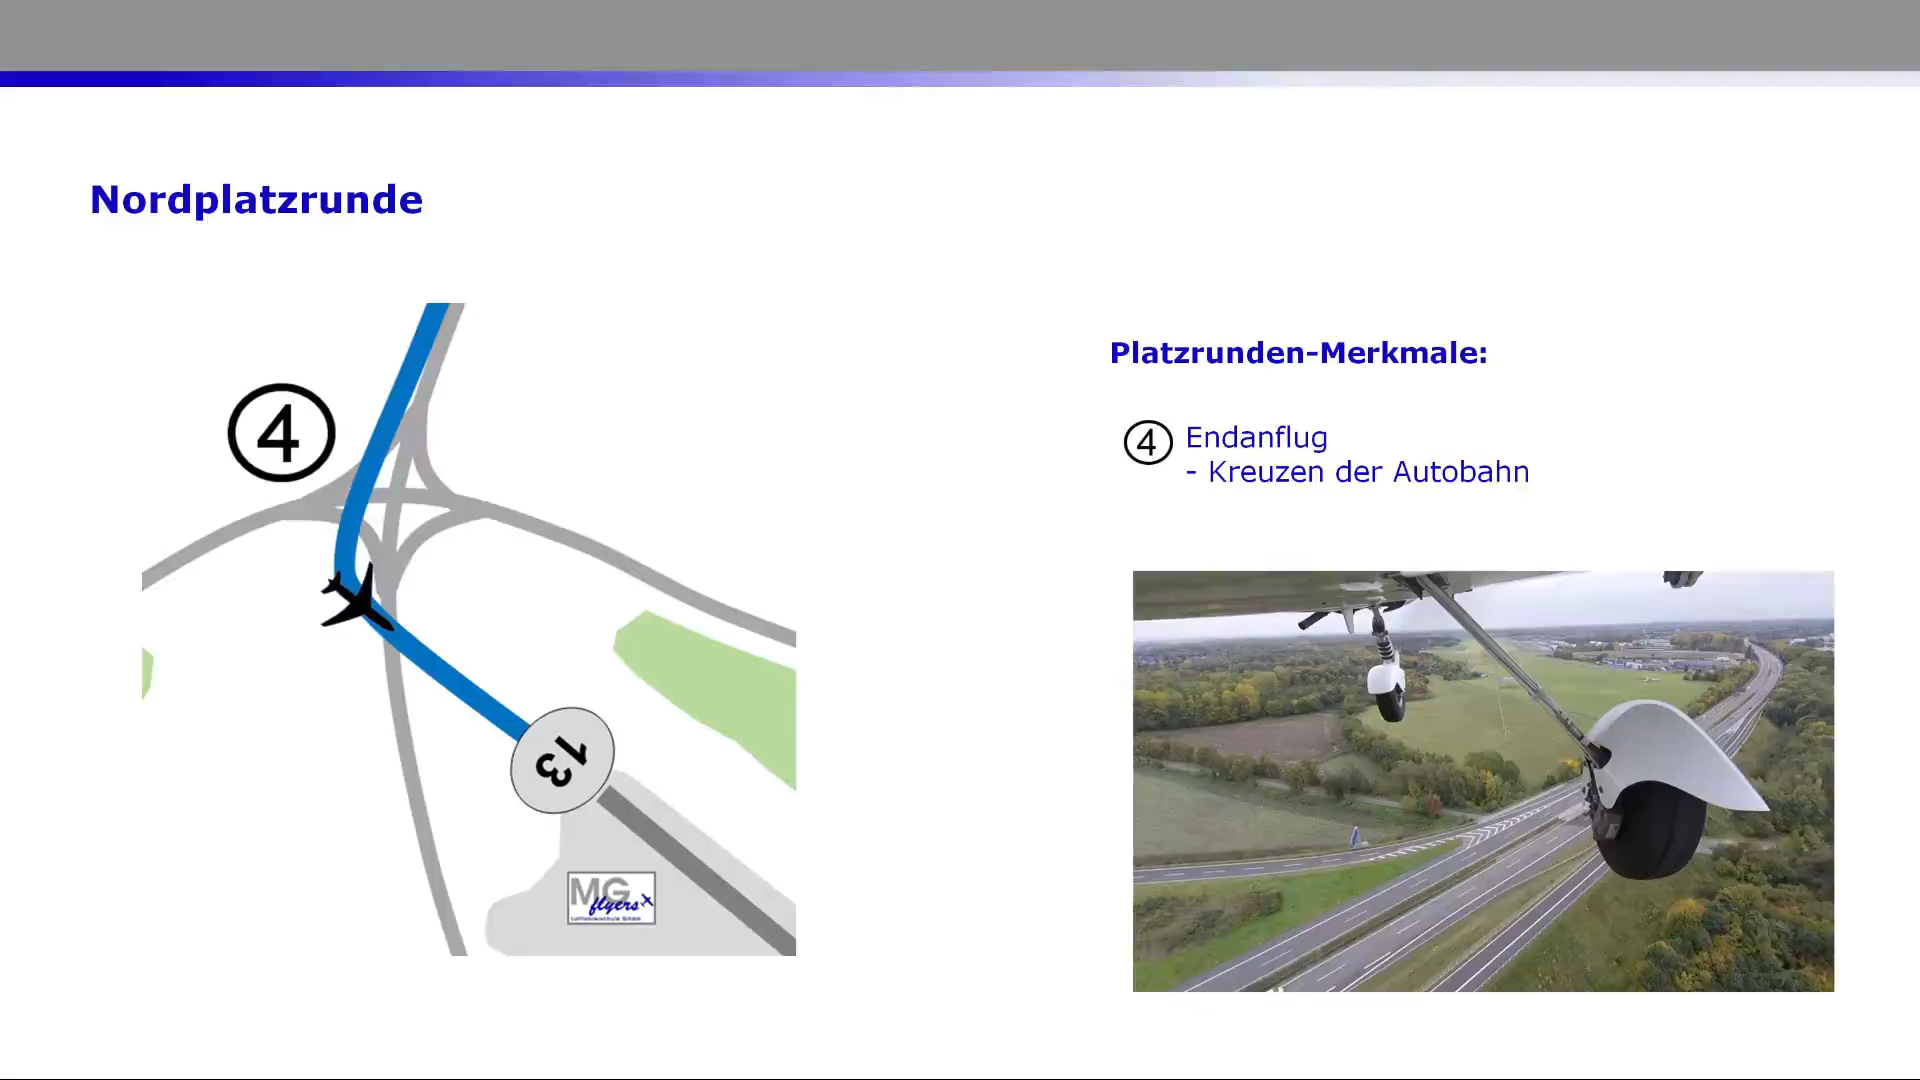 Nordplatzrunde
4
13
MG
flyers
Platzrunden-Merkmale:
4 Endanflug
- Kreuzen der Autobahn